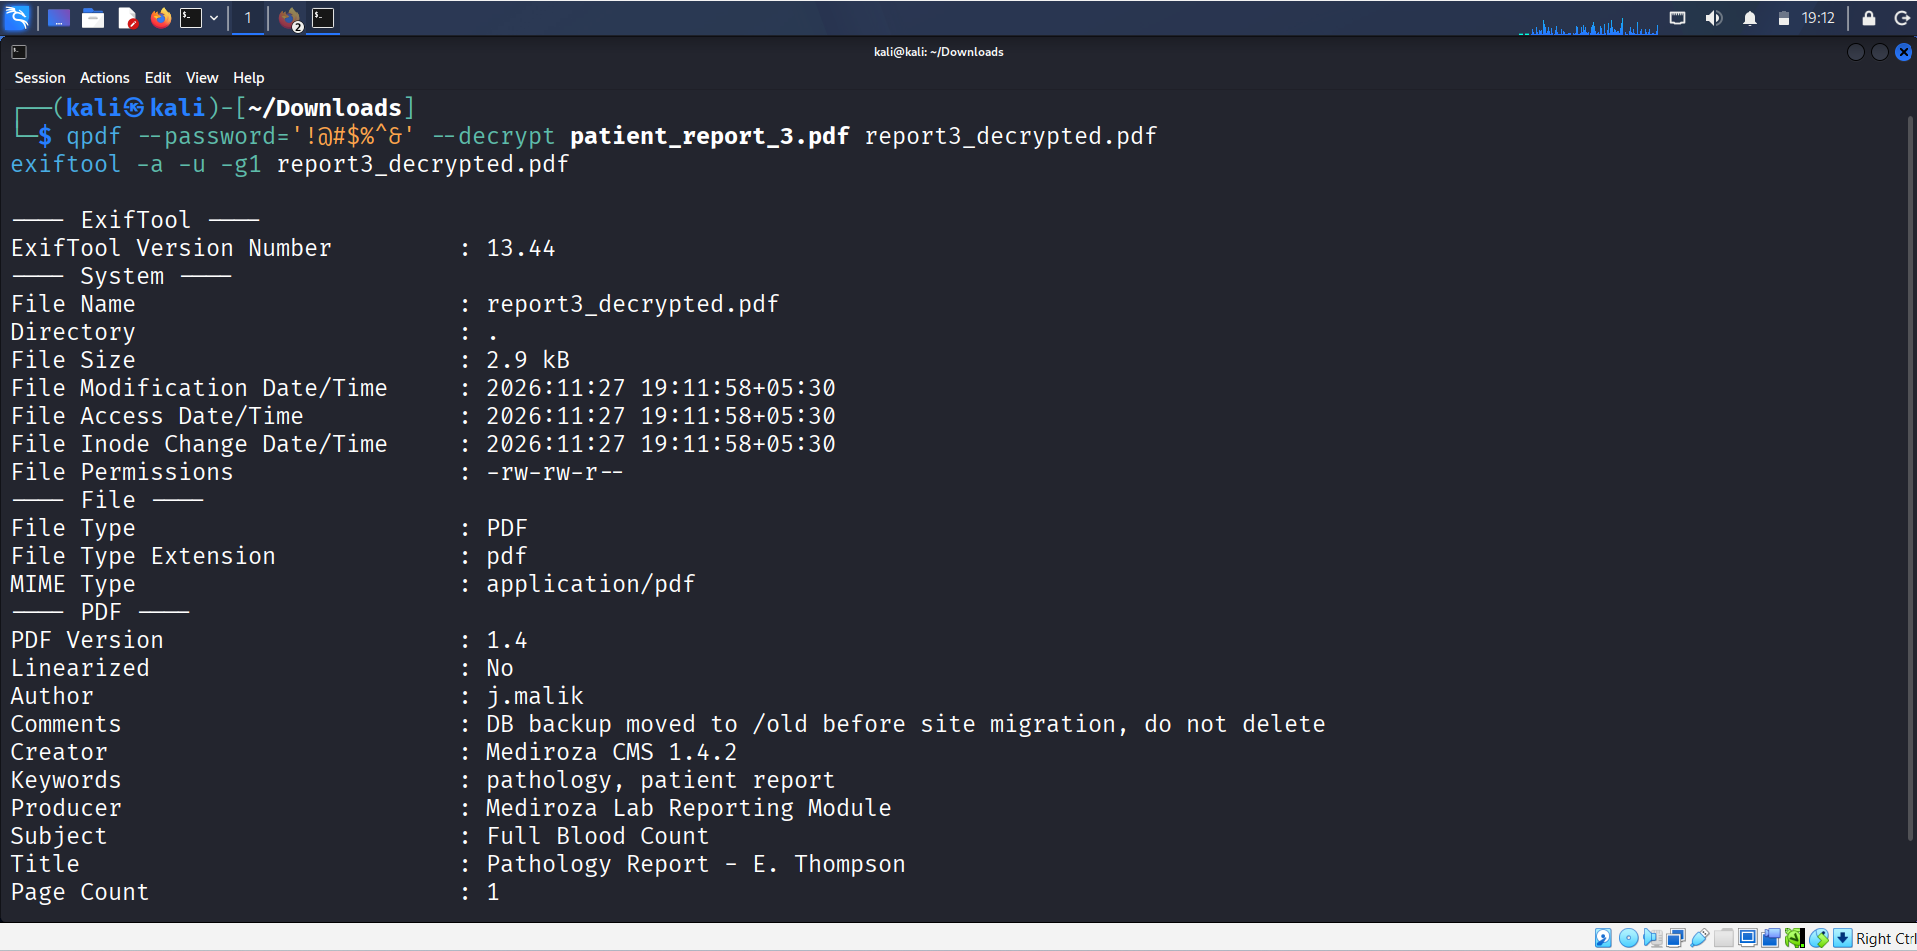 1
2
19:12
kali@kali: ~/Downloads
Session Actions Edit View Help
┌──(kali㉿kali)-[~/Downloads]
└─$ qpdf --password='!@#$%^&' --decrypt patient_report_3.pdf report3_decrypted.pdf
exiftool -a -u -g1 report3_decrypted.pdf
---- ExifTool ----
ExifTool Version Number : 13.44
---- System ----
File Name : report3_decrypted.pdf
Directory : .
File Size : 2.9 kB
File Modification Date/Time : 2026:11:27 19:11:58+05:30
File Access Date/Time : 2026:11:27 19:11:58+05:30
File Inode Change Date/Time : 2026:11:27 19:11:58+05:30
File Permissions : -rw-rw-r--
---- File ----
File Type : PDF
File Type Extension : pdf
MIME Type : application/pdf
---- PDF ----
PDF Version : 1.4
Linearized : No
Author : j.malik
Comments : DB backup moved to /old before site migration, do not delete
Creator : Mediroza CMS 1.4.2
Keywords : pathology, patient report
Producer : Mediroza Lab Reporting Module
Subject : Full Blood Count
Title : Pathology Report - E. Thompson
Page Count : 1
Right Ctrl